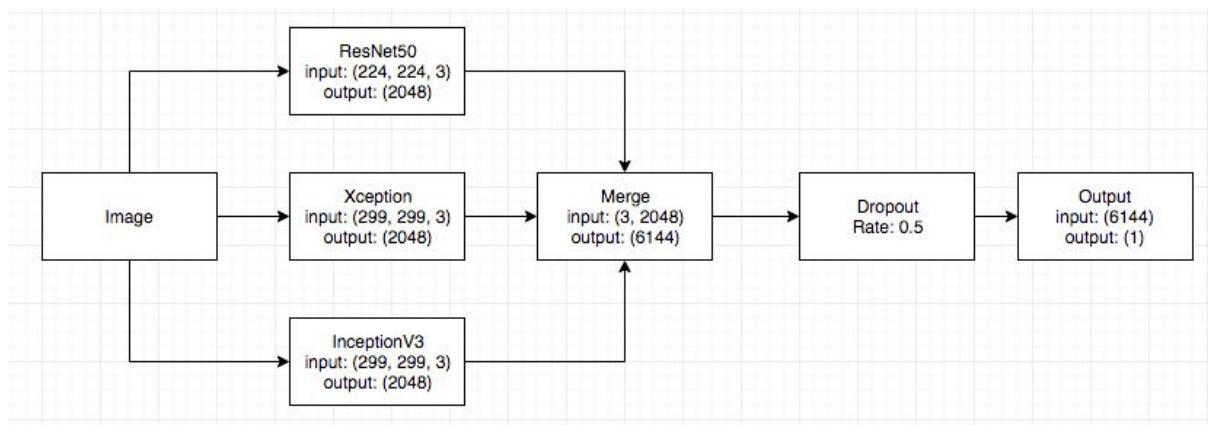 ResNet50
input: (224, 224, 3)
output: (2048)
Image
Xception
input: (299, 299, 3)
output: (2048)
Merge
input: (3, 2048)
output: (6144)
Dropout
Rate: 0.5
Output
input: (6144)
output: (1)
InceptionV3
input: (299, 299, 3)
output: (2048)